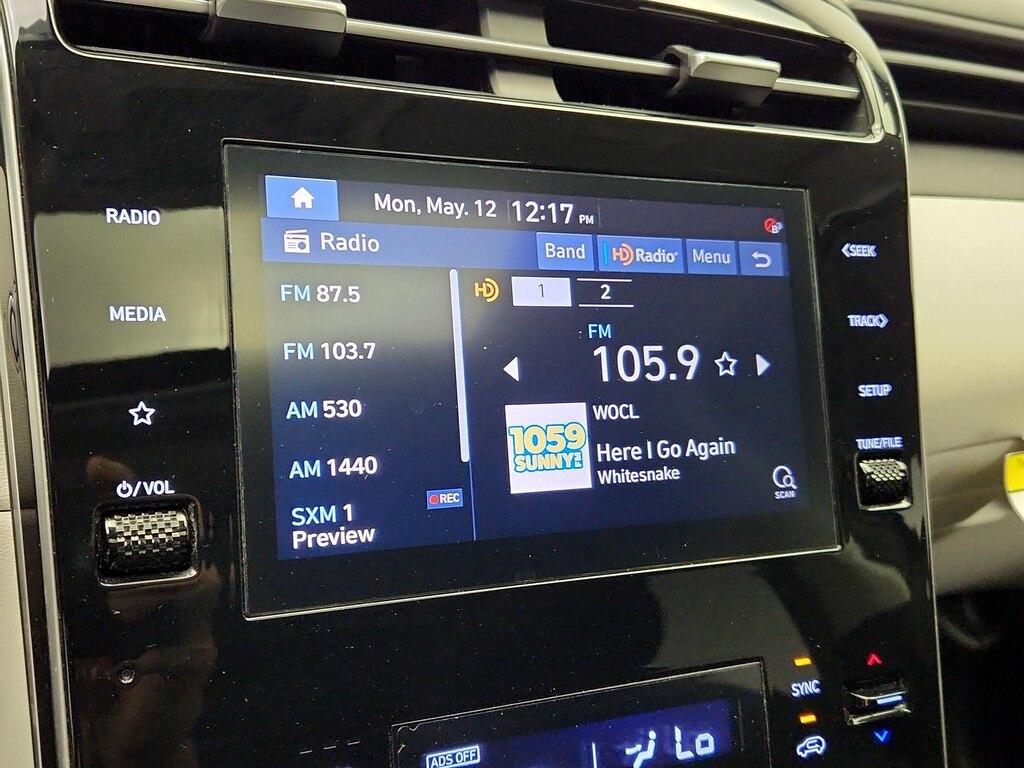 RADIO
MEDIA
/VOL
Mon, May. 12 12:17 PM
Radio
Band
HD Radio
Menu
FM 87.5
FM 103.7
AM 530
AM 1440
SXM 1
Preview
REC
HD
1
2
FM
105.9
1059
SUNNY FM
WOCL
Here I Go Again
Whitesnake
SCAN
<SEEK
TRACK>
SETUP
TUNE/FILE
SYNC
ADS OFF
Lo